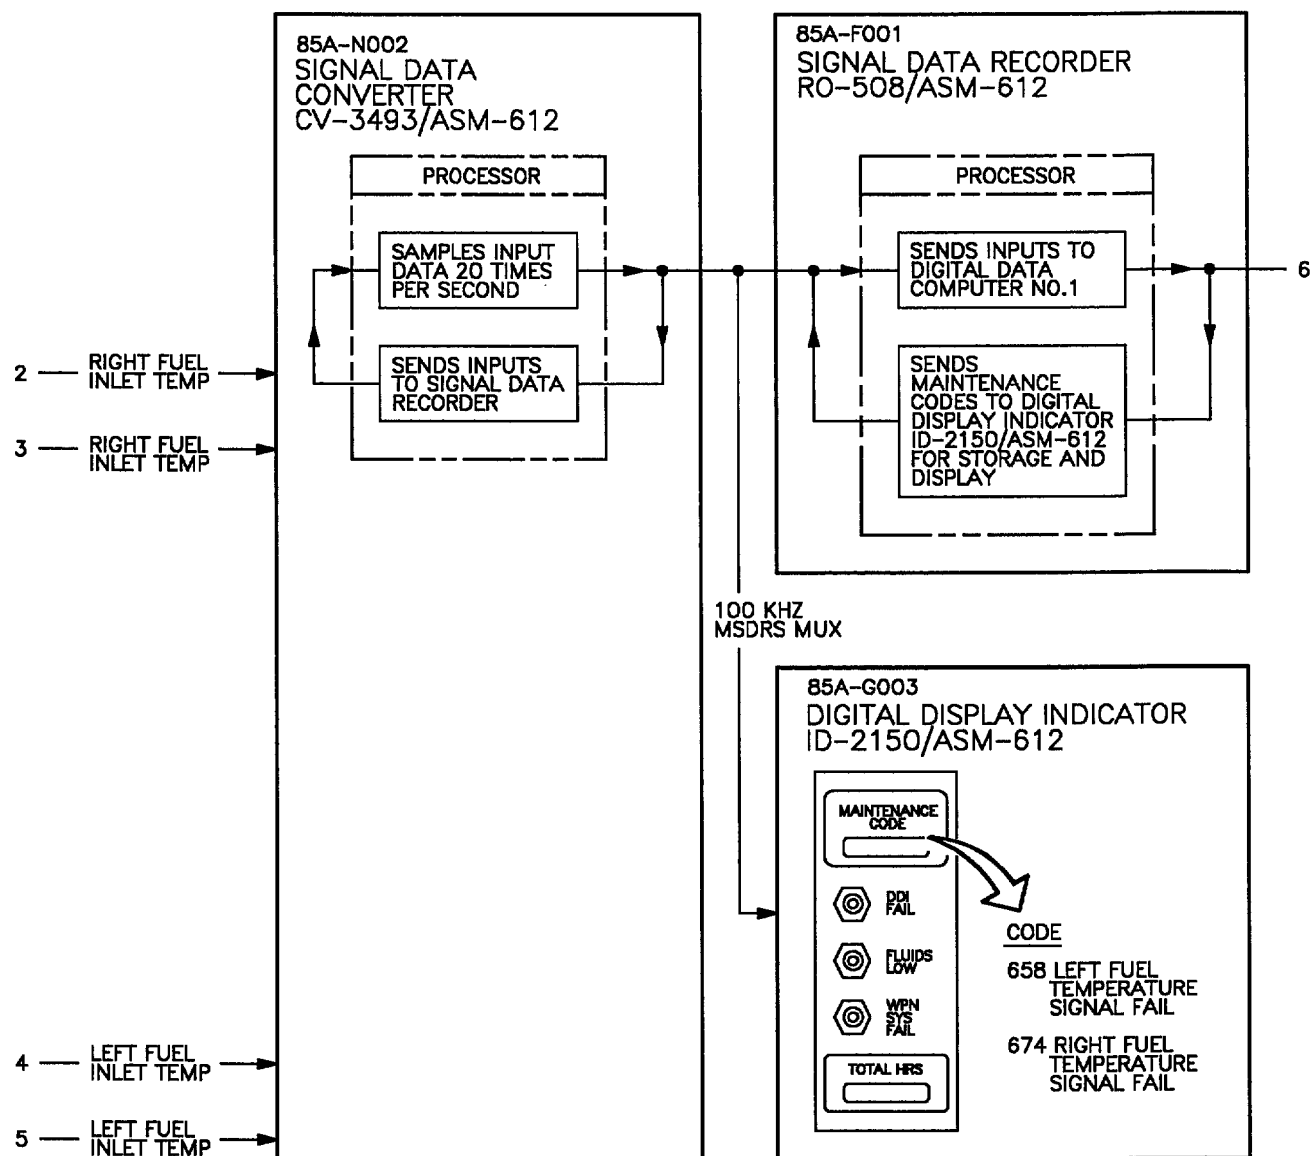 85A-N002
SIGNAL DATA
CONVERTER
CV-3493/ASM-612
PROCESSOR
SAMPLES INPUT
DATA 20 TIMES
PER SECOND
SENDS INPUTS
TO SIGNAL DATA
RECORDER
2
RIGHT FUEL
INLET TEMP
3
RIGHT FUEL
INLET TEMP
4
LEFT FUEL
INLET TEMP
5
LEFT FUEL
INLET TEMP
85A-F001
SIGNAL DATA RECORDER
RO-508/ASM-612
PROCESSOR
SENDS INPUTS TO
DIGITAL DATA
COMPUTER NO.1
SENDS
MAINTENANCE
CODES TO DIGITAL
DISPLAY INDICATOR
ID-2150/ASM-612
FOR STORAGE AND
DISPLAY
6
100 KHZ
MSDRS MUX
85A-G003
DIGITAL DISPLAY INDICATOR
ID-2150/ASM-612
MAINTENANCE
CODE
DDI
FAIL
FLUIDS
LOW
WPN
SYS
FAIL
TOTAL HRS
CODE
658 LEFT FUEL
TEMPERATURE
SIGNAL FAIL
674 RIGHT FUEL
TEMPERATURE
SIGNAL FAIL